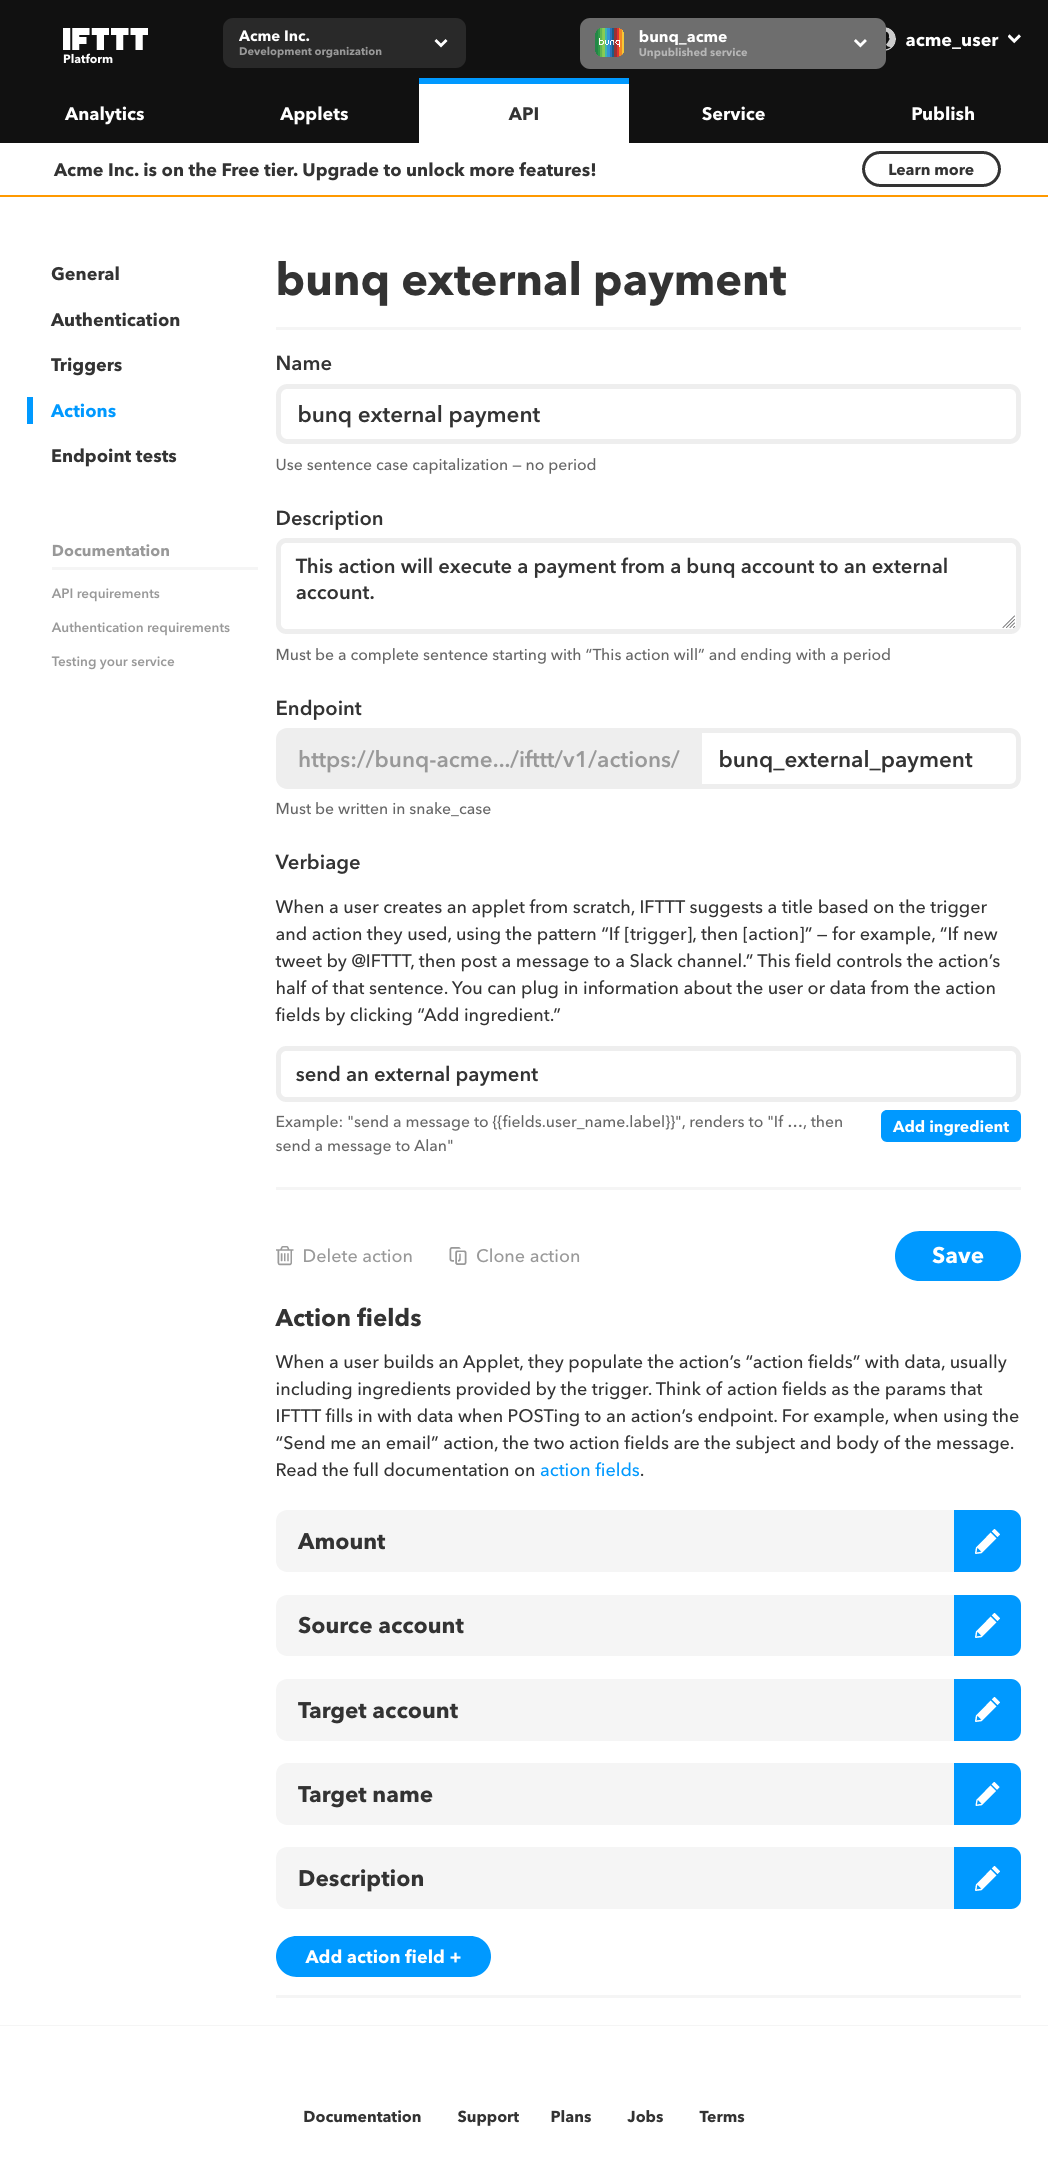 IFTTT
Platform
Acme Inc.
Development organization
bunq
bunq_acme
Unpublished service
acme_user
Analytics
Applets
API
Service
Publish
Acme Inc. is on the Free tier. Upgrade to unlock more features!
Learn more
General
Authentication
Triggers
Actions
Endpoint tests
Documentation
API requirements
Authentication requirements
Testing your service
bunq external payment
Name
bunq external payment
Use sentence case capitalization – no period
Description
This action will execute a payment from a bunq account to an external
account.
Must be a complete sentence starting with “This action will” and ending with a period
Endpoint
https://bunq-acme.../ifttt/v1/actions/
bunq_external_payment
Must be written in snake_case
Verbiage
When a user creates an applet from scratch, IFTTT suggests a title based on the trigger
and action they used, using the pattern “If [trigger], then [action]” – for example, “If new
tweet by @IFTTT, then post a message to a Slack channel.” This field controls the action’s
half of that sentence. You can plug in information about the user or data from the action
fields by clicking “Add ingredient.”
send an external payment
Example: "send a message to {{fields.user_name.label}}", renders to "If …, then
send a message to Alan"
Add ingredient
Delete action
Clone action
Save
Action fields
When a user builds an Applet, they populate the action’s “action fields” with data, usually
including ingredients provided by the trigger. Think of action fields as the params that
IFTTT fills in with data when POSTing to an action’s endpoint. For example, when using the
“Send me an email” action, the two action fields are the subject and body of the message.
Read the full documentation on action fields.
Amount
Source account
Target account
Target name
Description
Add action field +
Documentation
Support
Plans
Jobs
Terms